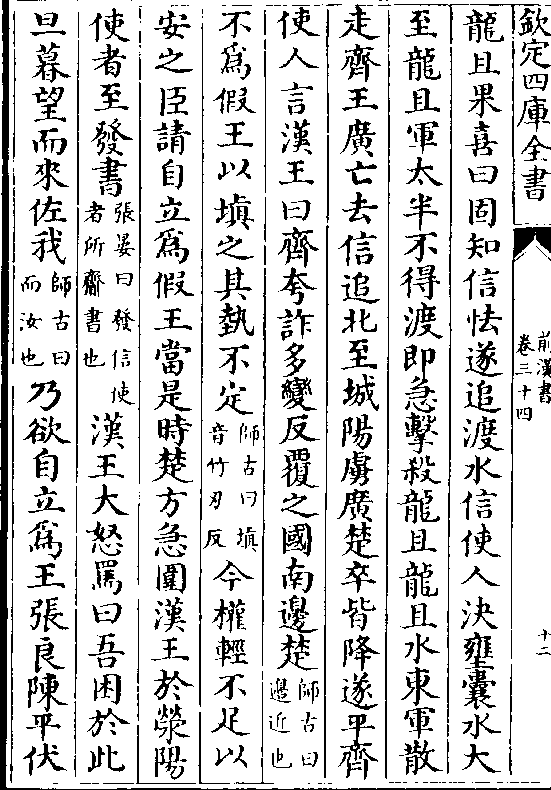 欽定四庫全書
前漢書
卷三十四
十二
龍且果喜曰固知信怯遂追渡水信使人決壅囊水大
至龍且軍太半不得渡即急擊殺龍且龍且水東軍散
走齊王廣亡去信追北至城陽虜廣楚卒皆降遂平齊
使人言漢王曰齊夸詐多變反覆之國南邊楚師古曰邊近也
不爲假王以塡之其埶不定師古曰塡音竹刃反今權輕不足以
安之臣請自立爲假王當是時楚方急圍漢王於滎陽
使者至發書張晏曰發信使者所齎書也漢王大怒罵曰吾困於此
旦暮望而來佐我師古曰而汝也乃欲自立爲王張良陳平伏